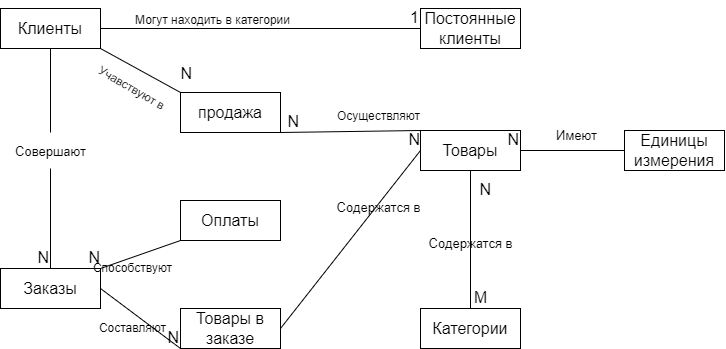 Клиенты
Могут находить в категории
1
Постоянные
клиенты
Учавствуют в
N
продажа
N
Осуществляют
N
Товары
N
Имеют
Единицы
измерения
Совершают
Оплаты
Содержатся в
N
Содержатся в
N
N
Способствуют
Заказы
Составляют
N
Товары в
заказе
M
Категории